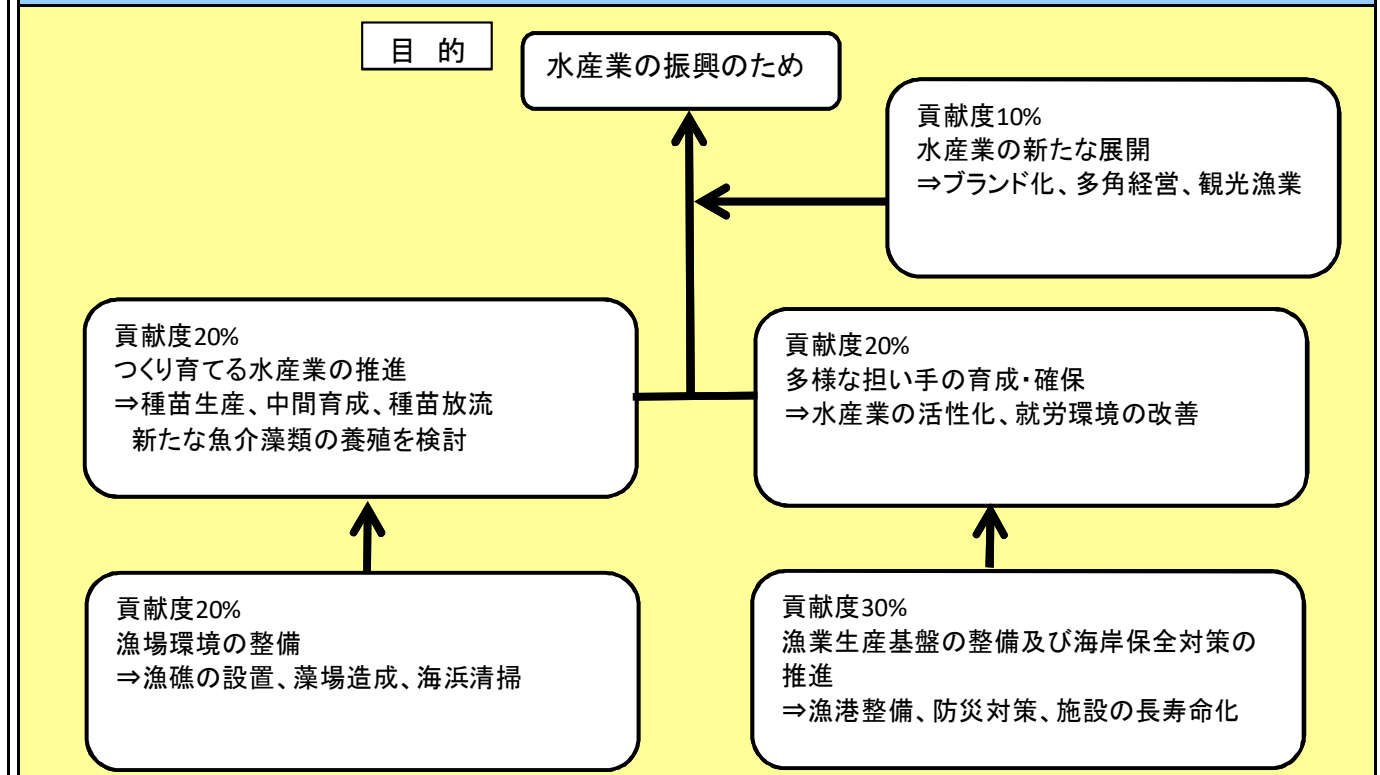 目 的
水産業の振興のため
貢献度10%
水産業の新たな展開
⇒ブランド化、多角経営、観光漁業
貢献度20%
つくり育てる水産業の推進
⇒種苗生産、中間育成、種苗放流
新たな魚介藻類の養殖を検討
貢献度20%
多様な担い手の育成・確保
⇒水産業の活性化、就労環境の改善
貢献度20%
漁場環境の整備
⇒漁礁の設置、藻場造成、海浜清掃
貢献度30%
漁業生産基盤の整備及び海岸保全対策の
推進
⇒漁港整備、防災対策、施設の長寿命化